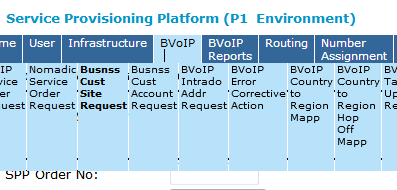 Service Provisioning Platform (P1 Environment)
me User Infrastructure BVoIP BVoIP Reports Routing Number Assignment
IP Nomadic Busnss Busnss BVoIP BVoIP BVoIP BVoIP
vice Service Cust Cust Intrado Error Country Country Ta
er Order Site Account Addr Corrective to to Up
uest Request Request Request Request Action Region Region Re
Mapp Hop
Off
Mapp
SPP Order No: